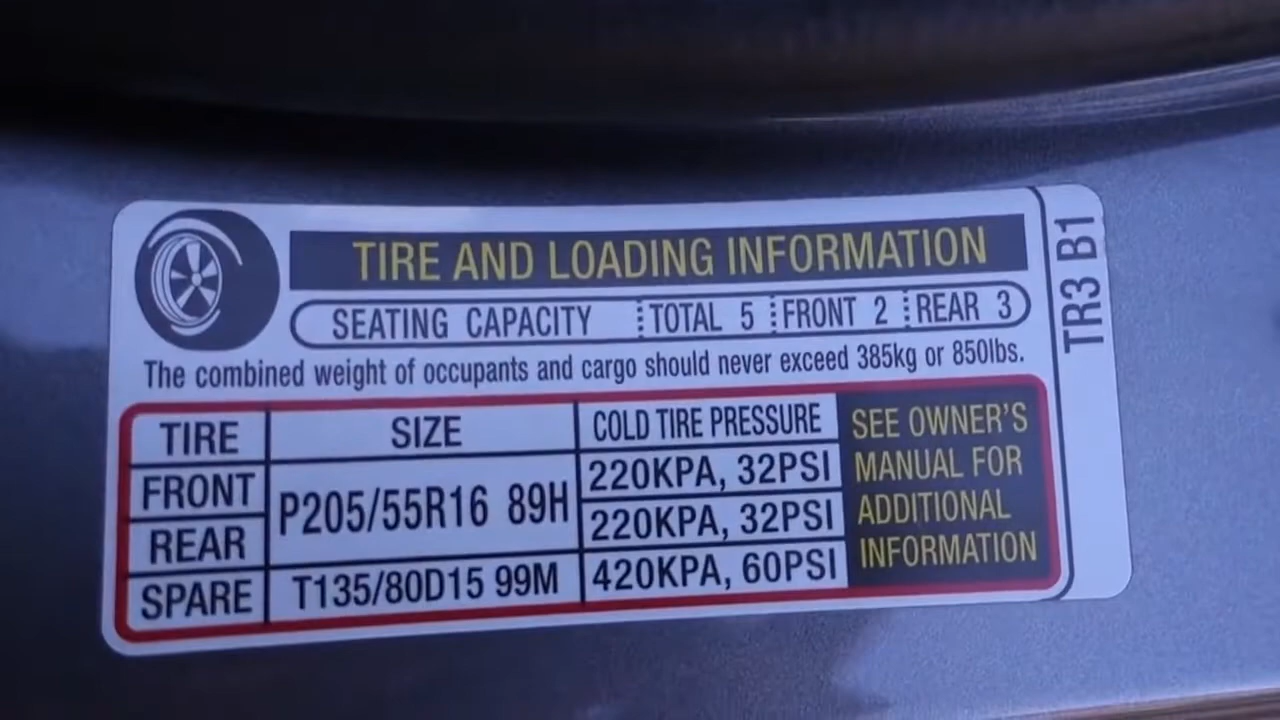 TIRE AND LOADING INFORMATION
SEATING CAPACITY TOTAL 5 FRONT 2 REAR 3
The combined weight of occupants and cargo should never exceed 385kg or 850lbs.
TIRE SIZE COLD TIRE PRESSURE
FRONT P205/55R16 89H 220KPA, 32PSI
REAR 220KPA, 32PSI
SPARE T135/80D15 99M 420KPA, 60PSI
SEE OWNER'S
MANUAL FOR
ADDITIONAL
INFORMATION
TR3 B1